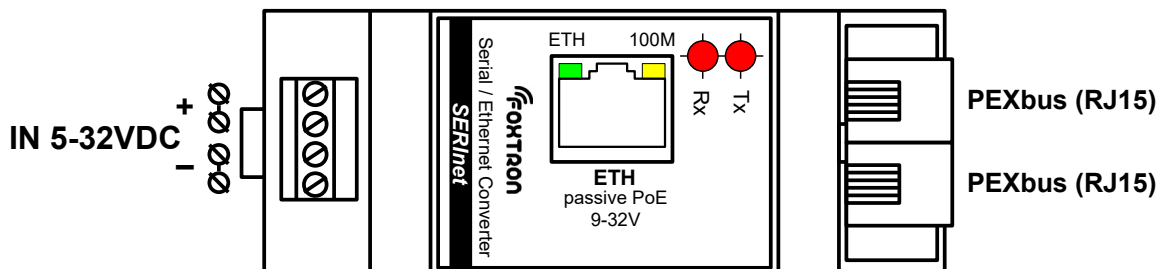 +
IN 5-32VDC
–
Serial / Ethernet Converter
SERInet
FOXTRON
ETH 100M
Rx Tx
ETH
passive PoE
9-32V
PEXbus (RJ15)
PEXbus (RJ15)